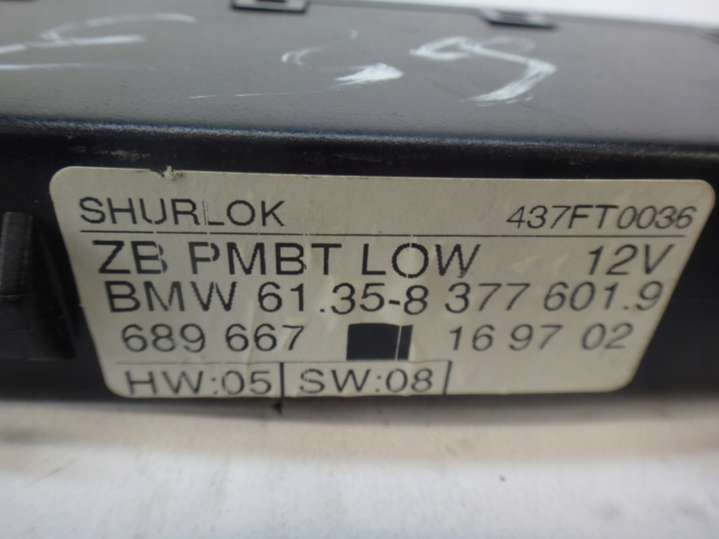 SHURLOK 437FT0036
ZB PMBT LOW 12V
BMW 61.35-8 377 601.9
689 667 16 97 02
HW:05 SW:08